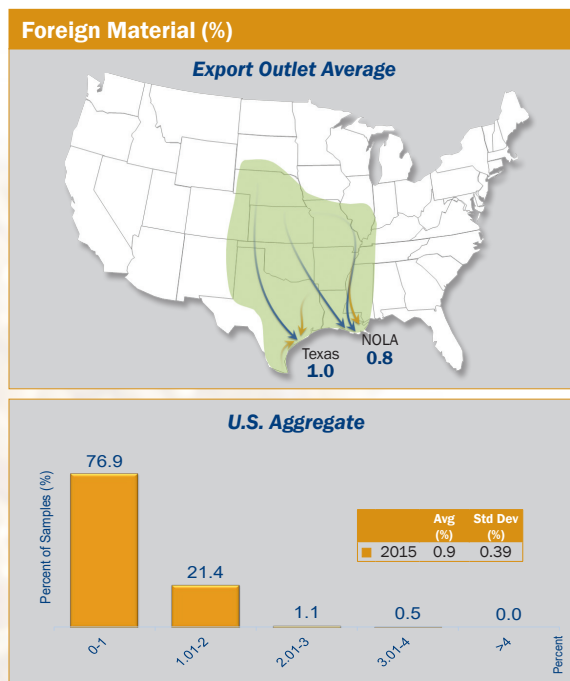 Foreign Material (%)
Export Outlet Average
Texas
1.0
NOLA
0.8
U.S. Aggregate
Percent of Samples (%)
76.9
21.4
1.1
0.5
0.0
Avg (%)
Std Dev (%)
2015 0.9 0.39
0-1
1.01-2
2.01-3
3.01-4
>4
Percent